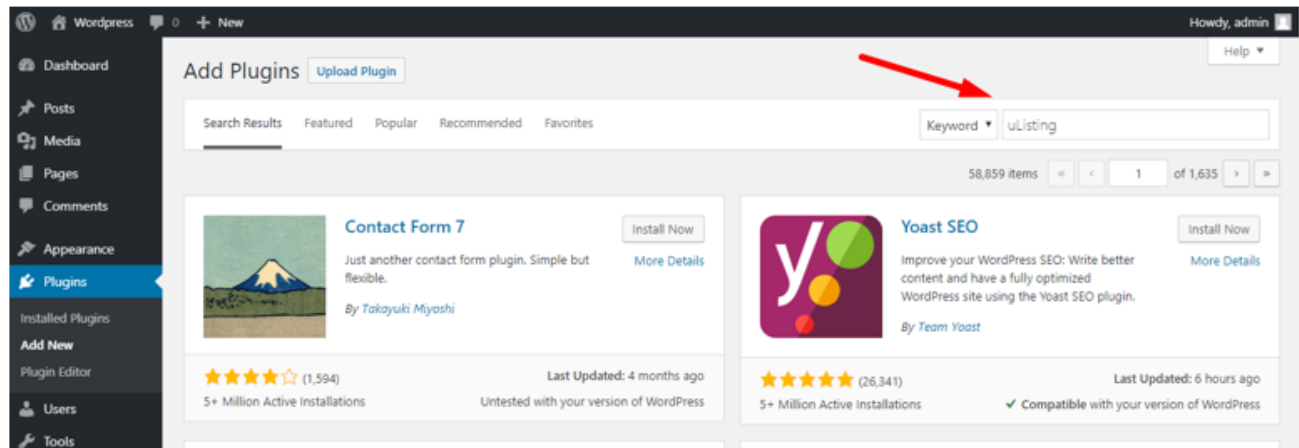 Wordpress 0 + New Howdy, admin
Help ▼
Dashboard
Posts
Media
Pages
Comments
Appearance
Plugins
Installed Plugins
Add New
Plugin Editor
Users
Tools
Add Plugins Upload Plugin
Search Results Featured Popular Recommended Favorites Keyword ▼ uListing
58,859 items « ‹ 1 of 1,635 › »
Contact Form 7
Install Now
Just another contact form plugin. Simple but
flexible.
More Details
By Takayuki Miyoshi
(1,594)
Last Updated: 4 months ago
5+ Million Active Installations
Untested with your version of WordPress
y
Yoast SEO
Install Now
Improve your WordPress SEO: Write better
content and have a fully optimized
WordPress site using the Yoast SEO plugin.
More Details
By Team Yoast
(26,341)
Last Updated: 6 hours ago
5+ Million Active Installations
✓ Compatible with your version of WordPress